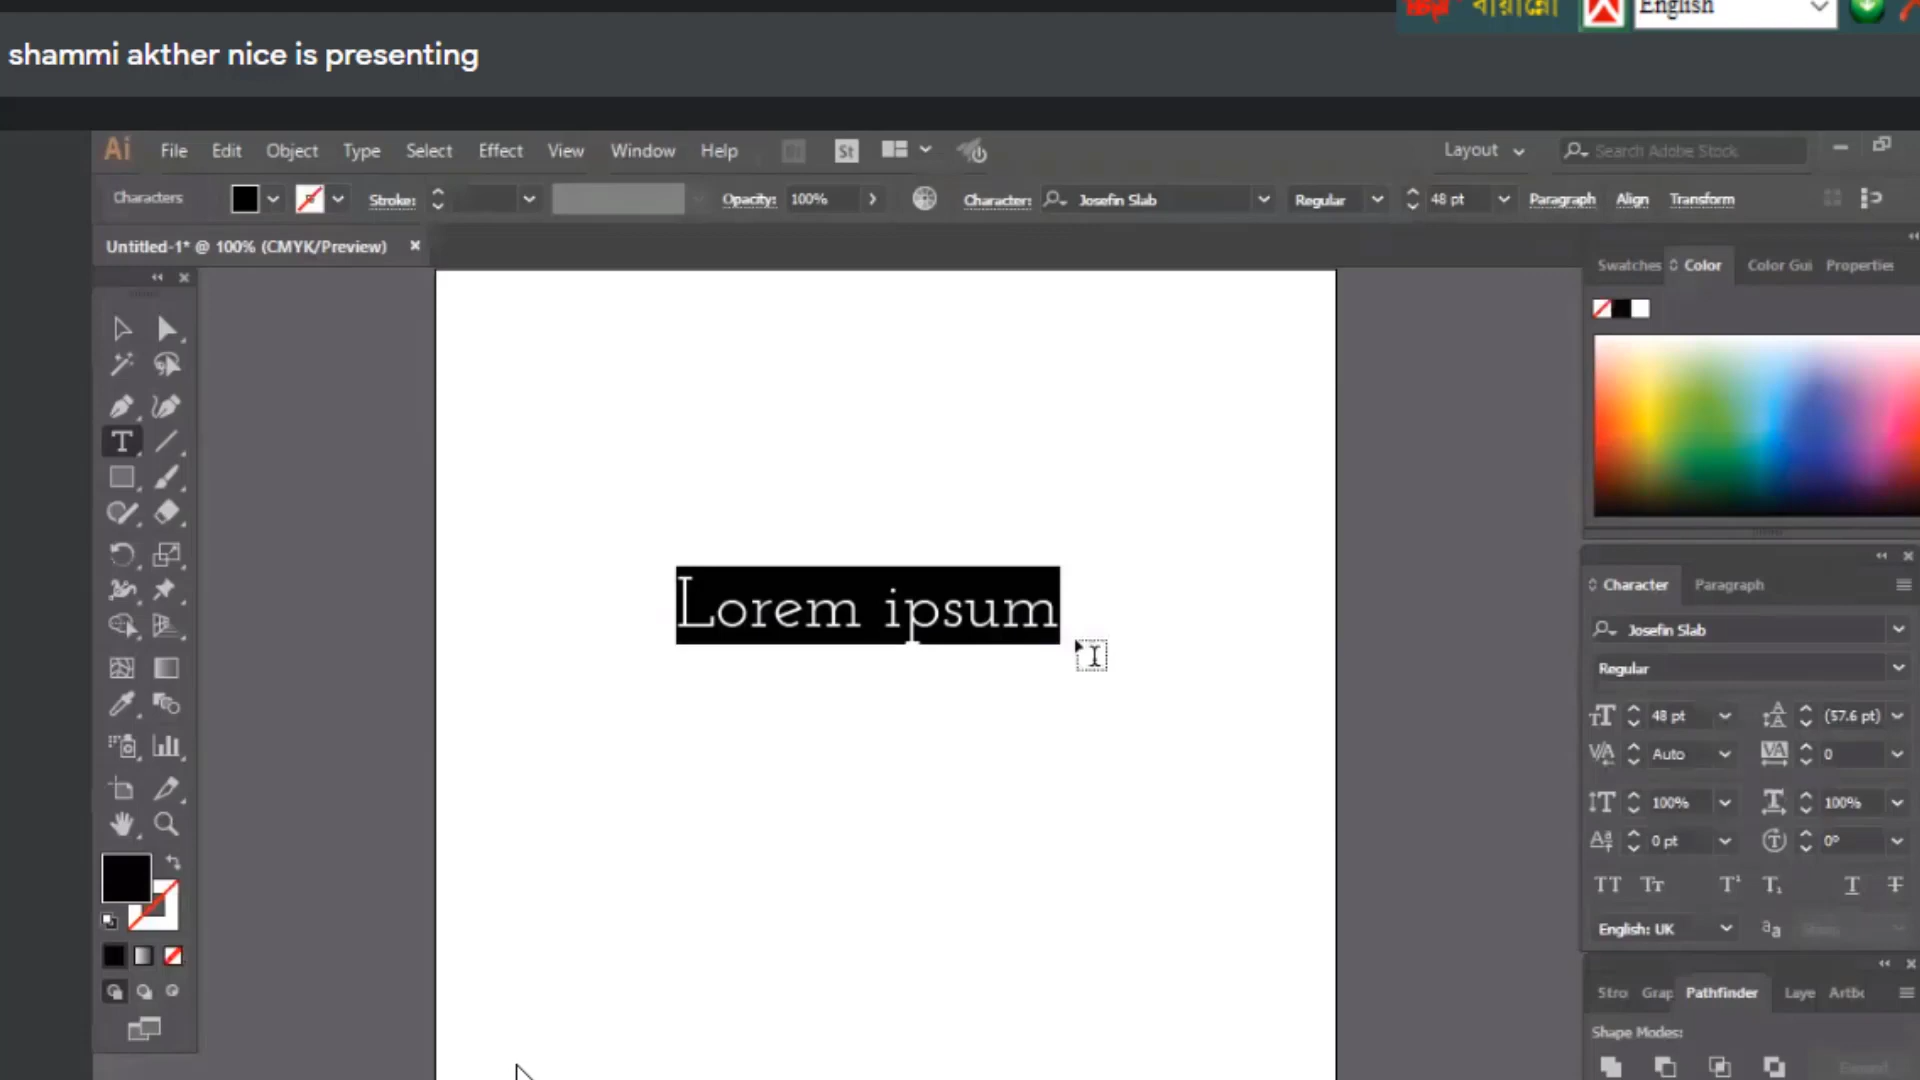 English
shammi akther nice is presenting
Ai File Edit Object Type Select Effect View Window Help St Layout Search Adobe Stock
Characters Stroke: Opacity: 100% Character: Josefin Slab Regular 48 pt Paragraph Align Transform
Untitled-1* @ 100% (CMYK/Preview)
Swatches Color Color Gui Properties
Lorem ipsum
Character Paragraph
Josefin Slab
Regular
48 pt (57.6 pt)
Auto 0
100% 100%
0 pt 0°
English: UK
Stro Grap Pathfinder Laye Artbo
Shape Modes:
Expand